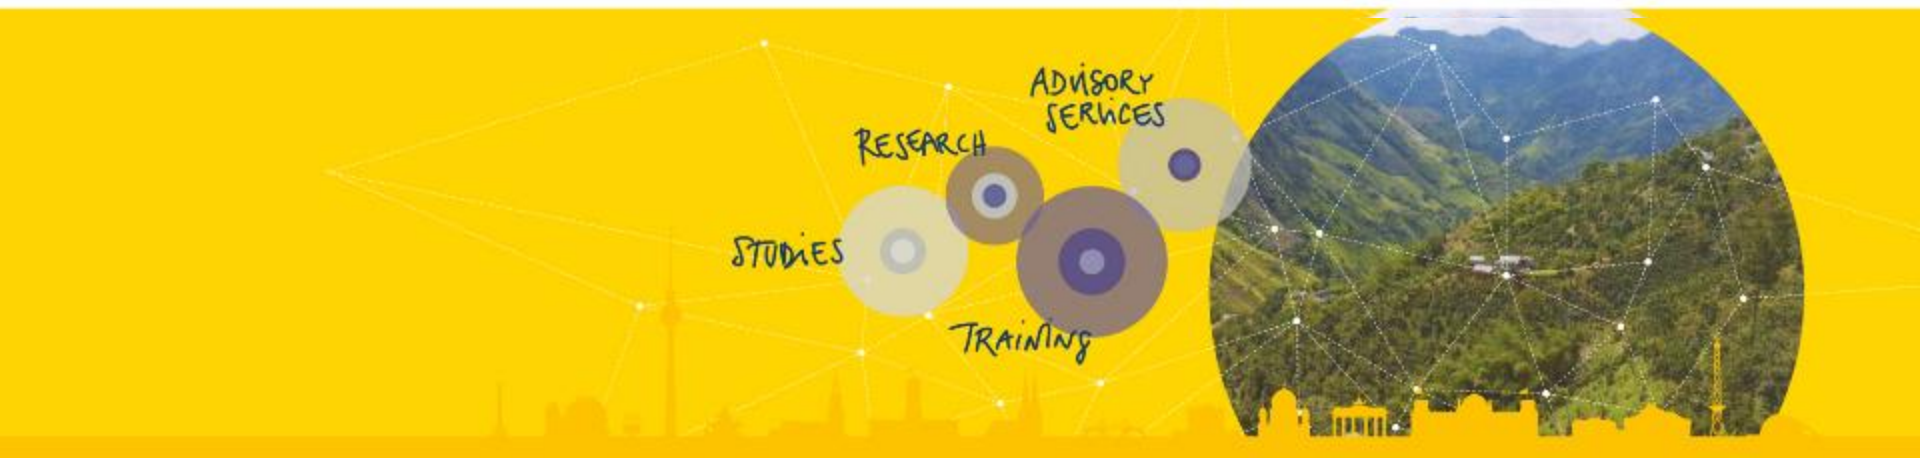 ADVISORY
SERVICES
RESEARCH
STUDIES
TRAINING